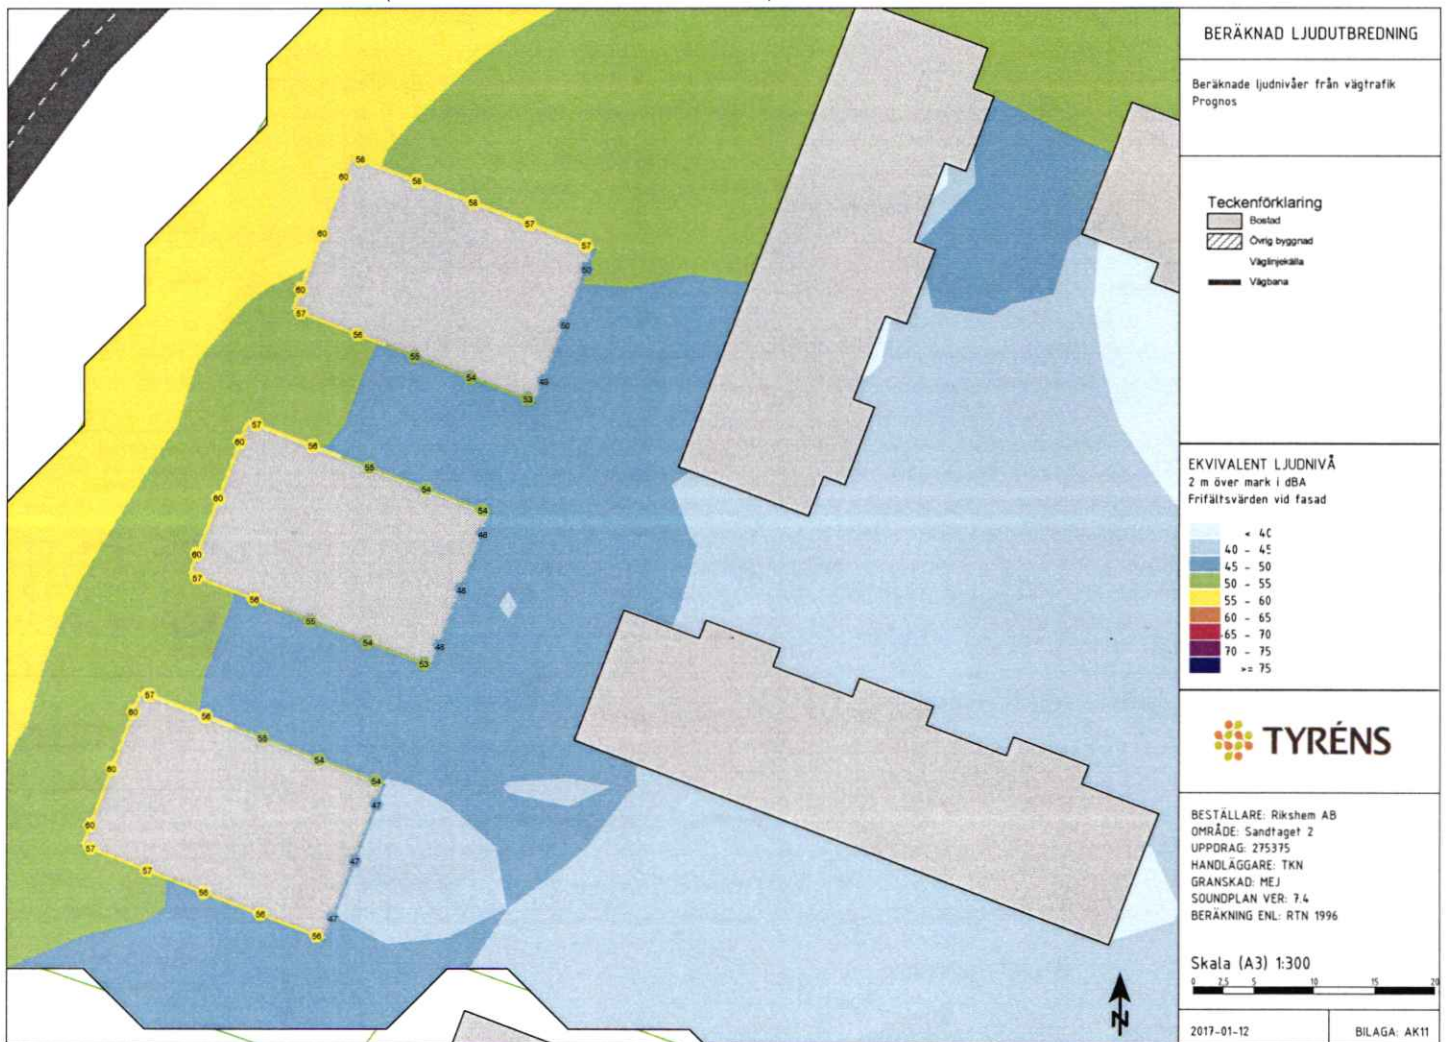 BERÄKNAD LJUDUTBREDNING
Beräknade ljudnivåer från vägtrafik
Prognos
Teckenförklaring
Bostad
Övrig byggnad
Väglinjekälla
Vägbana
EKVIVALENT LJUDNIVÅ
2 m över mark i dBA
Frifältsvärden vid fasad
< 40
40 - 45
45 - 50
50 - 55
55 - 60
60 - 65
65 - 70
70 - 75
>= 75
TYRÉNS
BESTÄLLARE: Rikshem AB
OMRÅDE: Sandtaget 2
UPPDRAG: 275375
HANDLÄGGARE: TKN
GRANSKAD: MEJ
SOUNDPLAN VER: 7.4
BERÄKNING ENL: RTN 1996
Skala (A3) 1:300
0 2,5 5 10 15 20
N
2017-01-12 BILAGA: AK11
58
60 58
58
60 57
57
50
60
57
56 50
55
54 49
53
57
60 56
55
60 54
54
48
60
57
56 48
55
54 48
53
57
60 56
55
60 54
54
47
60
57
57 47
56
56 47
56